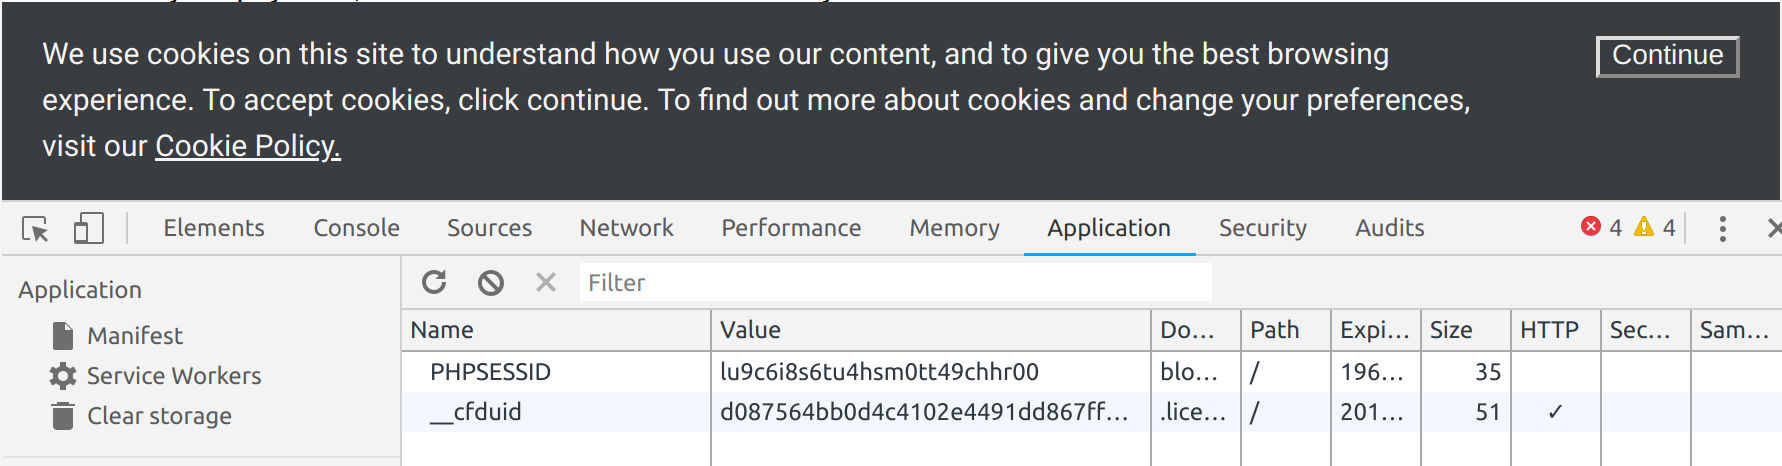 We use cookies on this site to understand how you use our content, and to give you the best browsing
Continue
experience. To accept cookies, click continue. To find out more about cookies and change your preferences,
visit our Cookie Policy.
Elements Console Sources Network Performance Memory Application Security Audits 4 4
Application
Filter
Manifest
Service Workers
Clear storage
Name Value Do... Path Expi... Size HTTP Sec... Sam...
PHPSESSID lu9c6i8s6tu4hsm0tt49chhr00 blo... / 196... 35
__cfduid d087564bb0d4c4102e4491dd867ff... .lice... / 201... 51 ✓